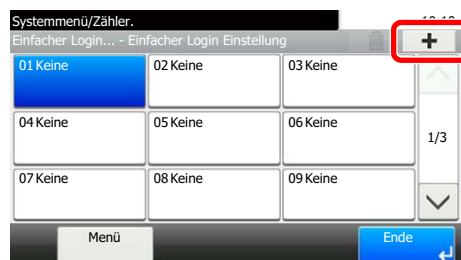 Systemmenü/Zähler.
Einfacher Login... - Einfacher Login Einstellung
01 Keine
02 Keine
03 Keine
04 Keine
05 Keine
06 Keine
1/3
07 Keine
08 Keine
09 Keine
Menü
Ende